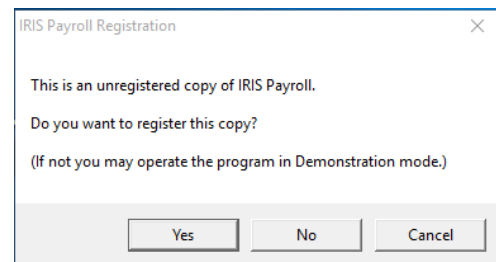 IRIS Payroll Registration
This is an unregistered copy of IRIS Payroll.
Do you want to register this copy?
(If not you may operate the program in Demonstration mode.)
Yes No Cancel